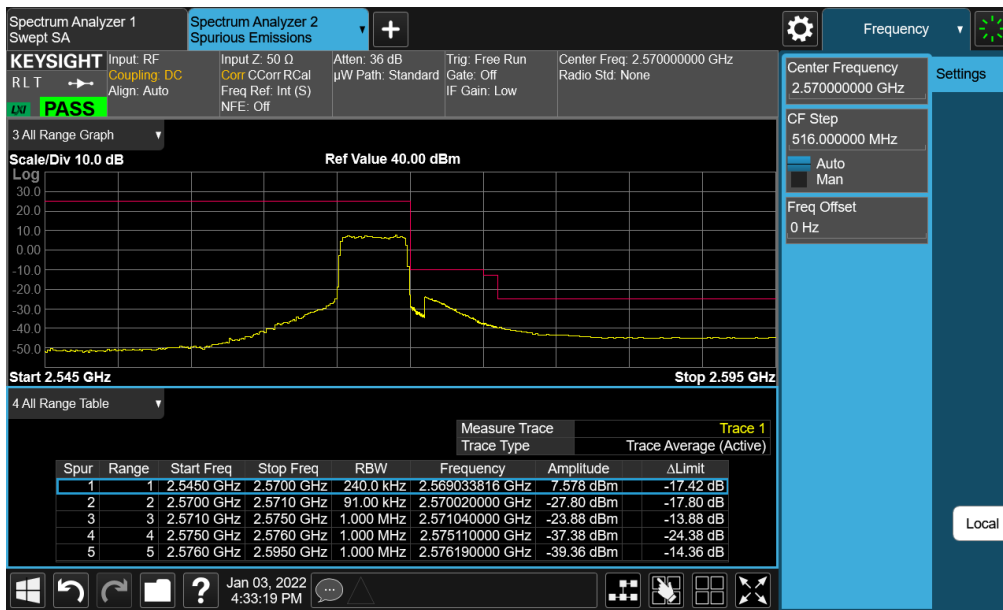 Spectrum Analyzer 1
Swept SA
Spectrum Analyzer 2
Spurious Emissions
Frequency
KEYSIGHT
R L T
LXI PASS
Input: RF
Coupling: DC
Align: Auto
Input Z: 50 Ω
Corr CCorr RCal
Freq Ref: Int (S)
NFE: Off
Atten: 36 dB
µW Path: Standard
Trig: Free Run
Gate: Off
IF Gain: Low
Center Freq: 2.570000000 GHz
Radio Std: None
Center Frequency
2.570000000 GHz
Settings
CF Step
516.000000 MHz
Auto
Man
Freq Offset
0 Hz
Local
3 All Range Graph
Scale/Div 10.0 dB
Ref Value 40.00 dBm
Log
30.0
20.0
10.0
0.00
-10.0
-20.0
-30.0
-40.0
-50.0
Start 2.545 GHz
Stop 2.595 GHz
4 All Range Table
Measure Trace Trace 1
Trace Type Trace Average (Active)
Spur Range Start Freq Stop Freq RBW Frequency Amplitude ΔLimit
1 1 2.5450 GHz 2.5700 GHz 240.0 kHz 2.569033816 GHz 7.578 dBm -17.42 dB
2 2 2.5700 GHz 2.5710 GHz 91.00 kHz 2.570020000 GHz -27.80 dBm -17.80 dB
3 3 2.5710 GHz 2.5750 GHz 1.000 MHz 2.571040000 GHz -23.88 dBm -13.88 dB
4 4 2.5750 GHz 2.5760 GHz 1.000 MHz 2.575110000 GHz -37.38 dBm -24.38 dB
5 5 2.5760 GHz 2.5950 GHz 1.000 MHz 2.576190000 GHz -39.36 dBm -14.36 dB
?
Jan 03, 2022
4:33:19 PM